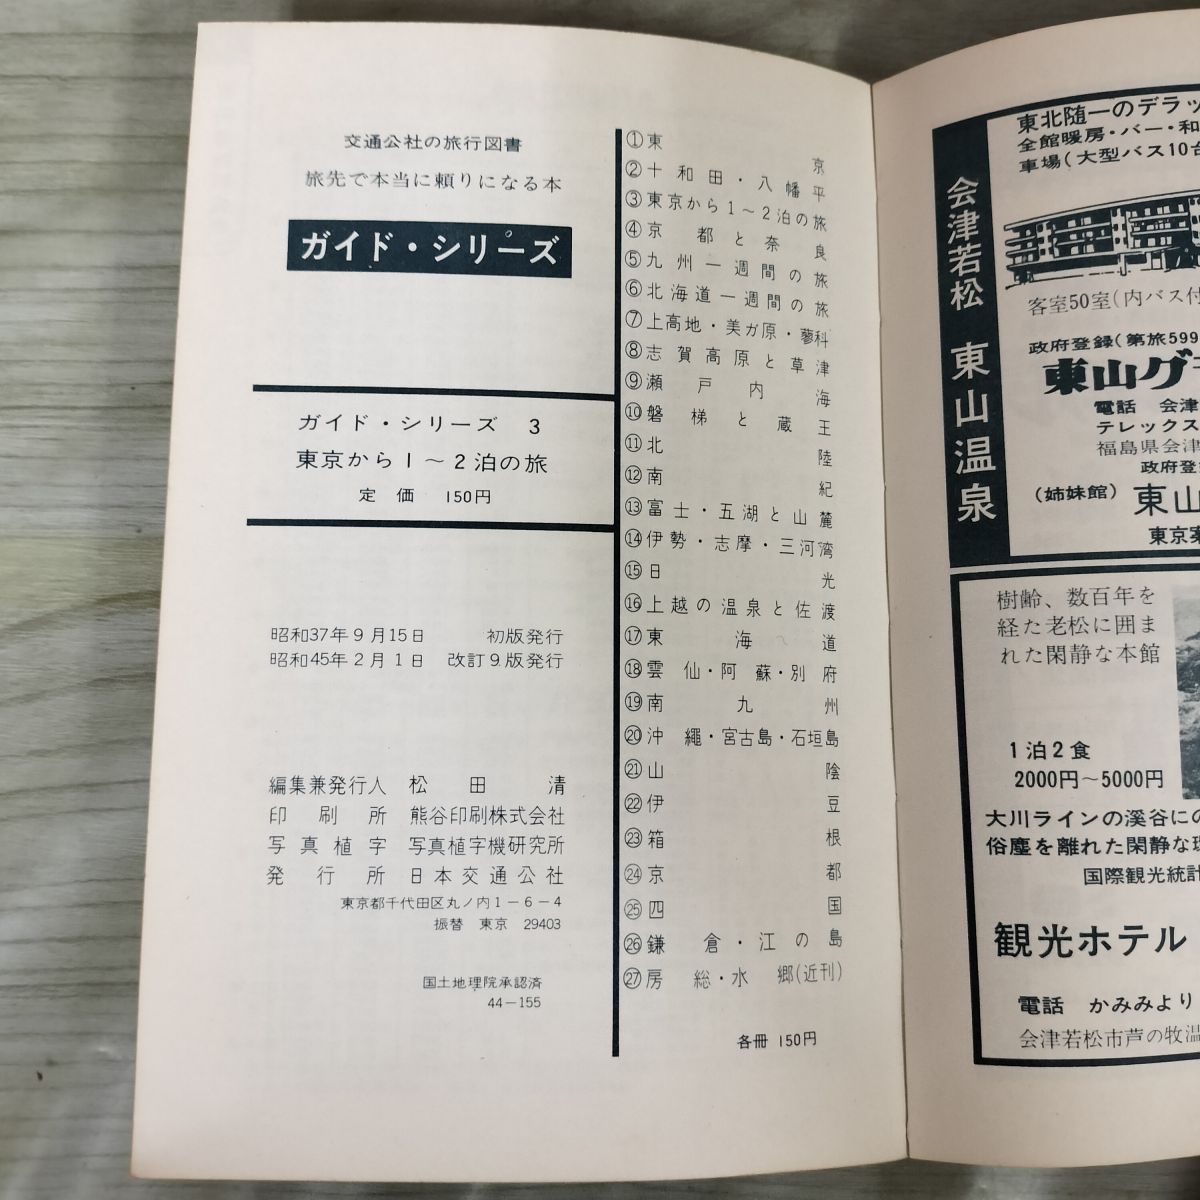 交通公社の旅行図書
旅先で本当に頼りになる本
ガイド・シリーズ
ガイド・シリーズ 3
東京から1〜2泊の旅
定価 150円
昭和37年9月15日 初版発行
昭和45年2月1日 改訂9版発行
編集兼発行人 松田清
印刷所 熊谷印刷株式会社
写真植字 写真植字機研究所
発行所 日本交通公社
東京都千代田区丸ノ内1-6-4
振替 東京 29403
国土地理院承認済
44-155
①東京
②十和田・八幡平
③東京から1〜2泊の旅
④京都と奈良
⑤九州一週間の旅
⑥北海道一週間の旅
⑦上高地・美ガ原・蓼科
⑧志賀高原と草津
⑨瀬戸内海
⑩磐梯と蔵王
⑪北陸
⑫南紀
⑬富士・五湖と山麓
⑭伊勢・志摩・三河湾
⑮日光
⑯上越の温泉と佐渡
⑰東海道
⑱雲仙・阿蘇・別府
⑲南九州
⑳沖縄・宮古島・石垣島
㉑山陰
㉒伊豆
㉓箱根
㉔京都
㉕四国
㉖鎌倉・江の島
㉗房総・水郷(近刊)
各冊 150円
会津若松 東山温泉
東北随一のデラッ
全館暖房・バー・和
車場(大型バス10台
客室50室(内バス付
政府登録(第旅599
東山グ
電話 会津
テレックス
福島県会津
政府登
(姉妹館) 東山
東京案
樹齢、数百年を
経た老松に囲ま
れた閑静な本館
1泊2食
2000円〜5000円
大川ラインの渓谷にの
俗塵を離れた閑静な環
国際観光統計
観光ホテル
電話 かみみより
会津若松市芦の牧温